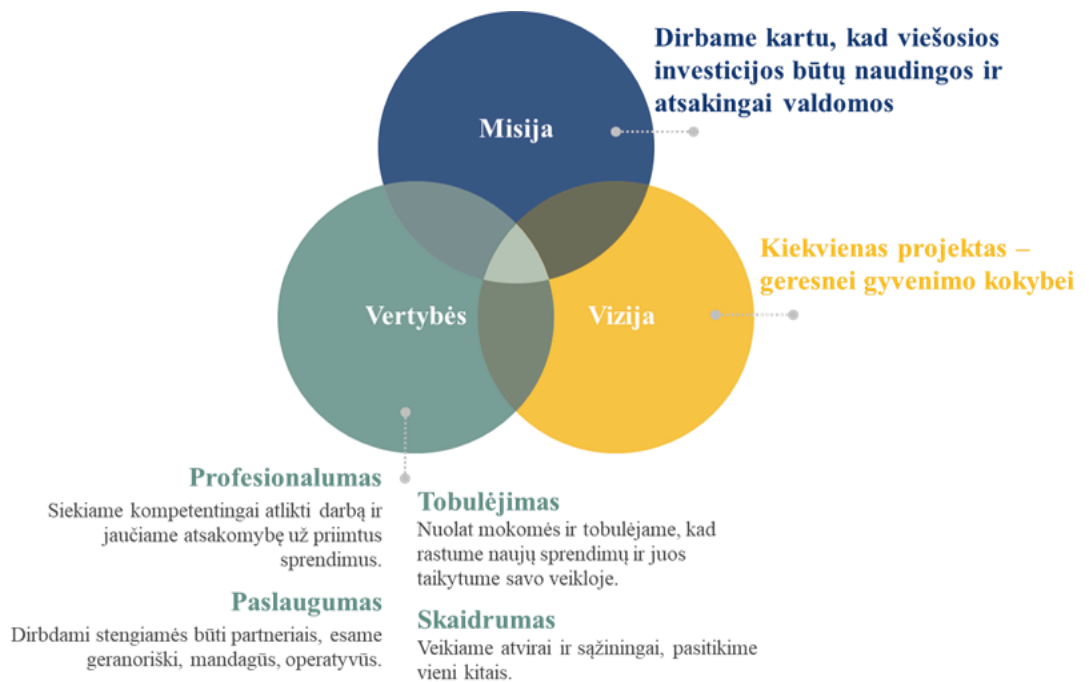 Misija
Dirbame kartu, kad viešosios
investicijos būtų naudingos ir
atsakingai valdomos
Kiekvienas projektas –
geresnei gyvenimo kokybei
Vertybės
Vizija
Profesionalumas
Siekiame kompetentingai atlikti darbą ir
jaučiame atsakomybę už priimtus
sprendimus.
Paslaugumas
Dirbdami stengiamės būti partneriais, esame
geranoriški, mandagūs, operatyvūs.
Tobulėjimas
Nuolat mokomės ir tobulėjame, kad
rastume naujų sprendimų ir juos
taikytume savo veikloje.
Skaidrumas
Veikiame atvirai ir sąžiningai, pasitikime
vieni kitais.